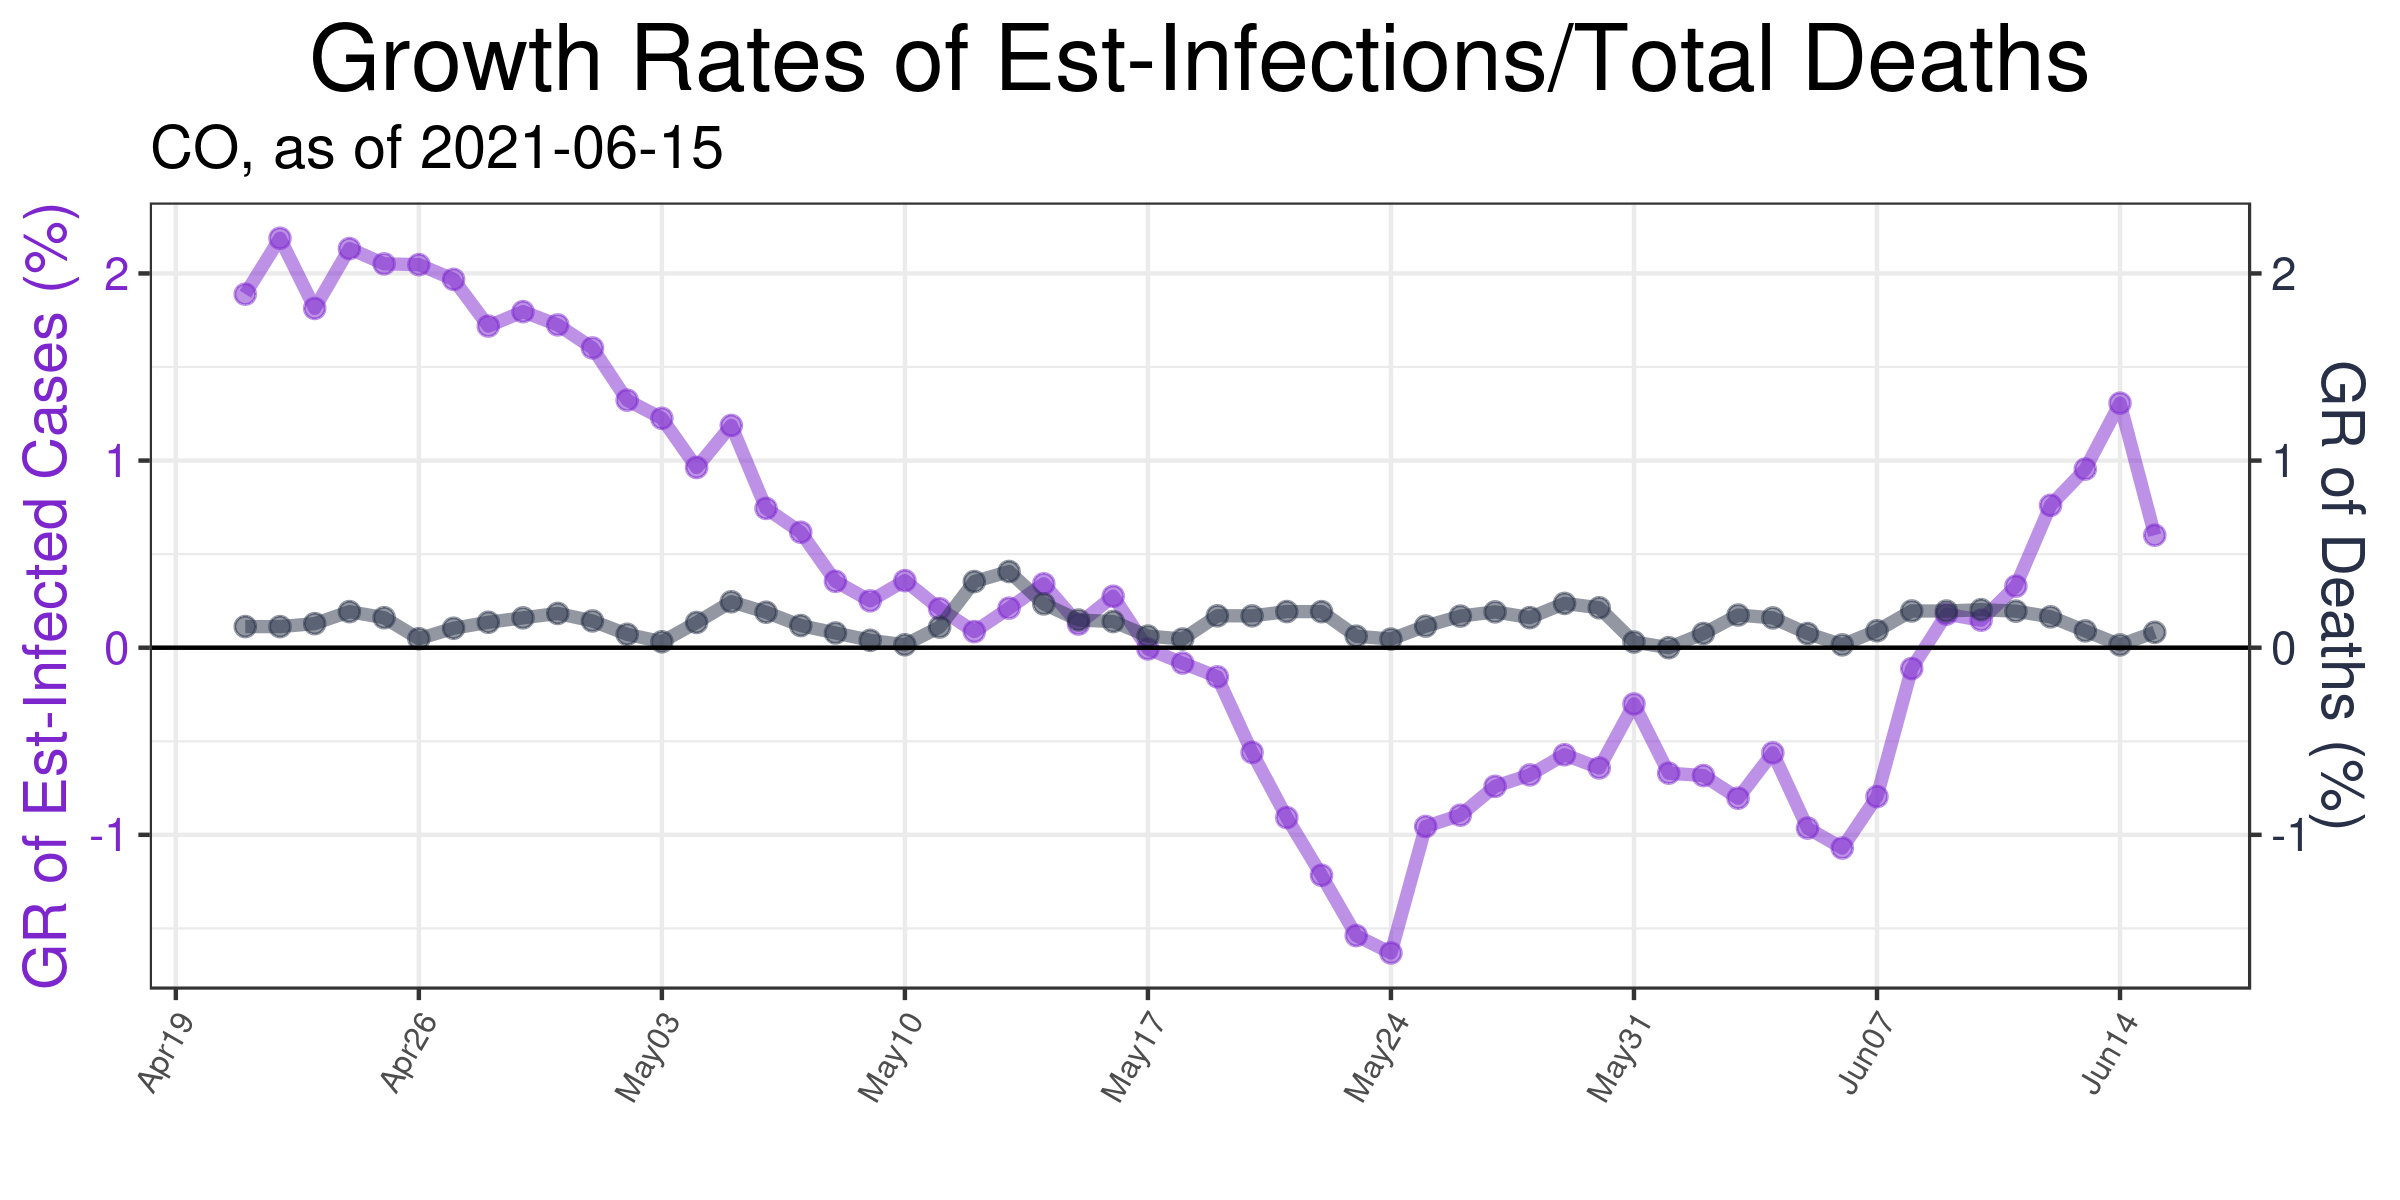 Growth Rates of Est-Infections/Total Deaths
CO, as of 2021-06-15
GR of Est-Infected Cases (%)
2
1
0
-1
2
1
0
-1
GR of Deaths (%)
Apr19
Apr26
May03
May10
May17
May24
May31
Jun07
Jun14